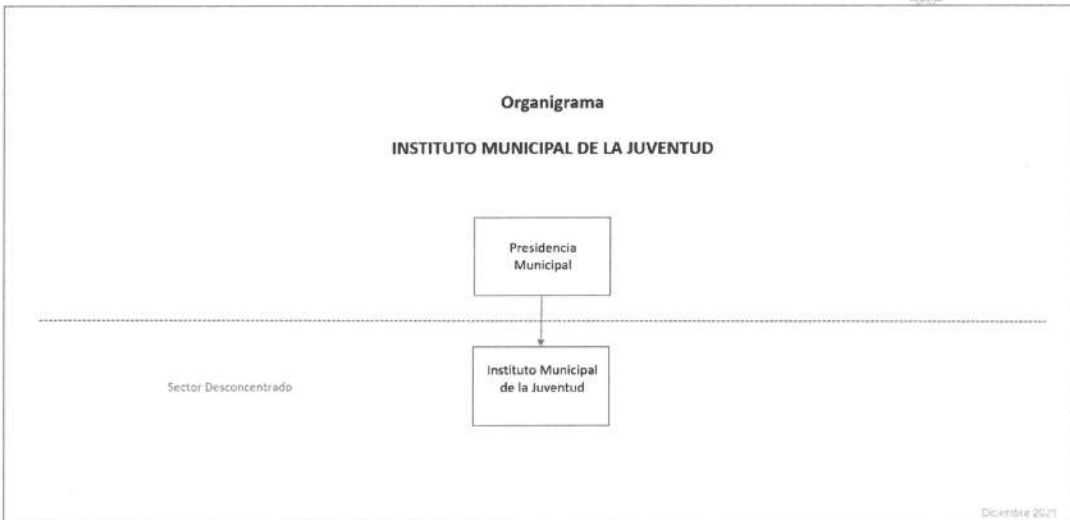 Organigrama
INSTITUTO MUNICIPAL DE LA JUVENTUD
Presidencia
Municipal
Instituto Municipal
de la Juventud
Sector Desconcentrado
Diciembre 2021